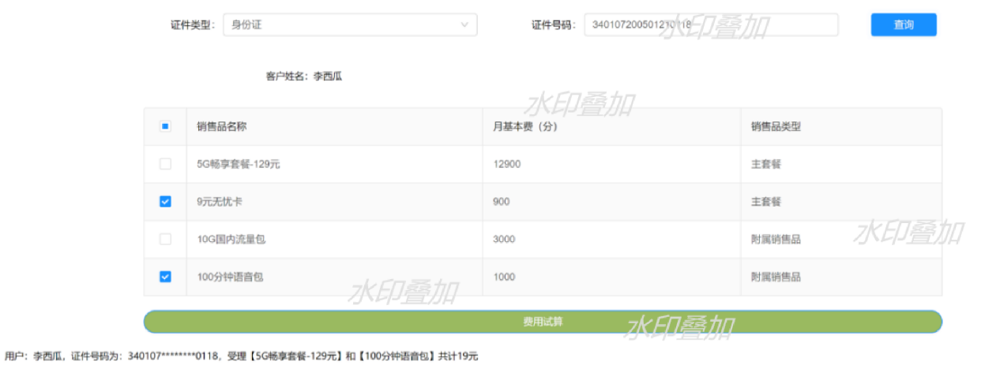 证件类型: 身份证 证件号码: 340107200501210118 查询
水印叠加
客户姓名: 李西瓜
水印叠加
销售品名称 月基本费(分) 销售品类型
5G畅享套餐-129元 12900 主套餐
9元无忧卡 900 主套餐
10G国内流量包 3000 附属销售品
水印叠加
100分钟语音包 1000 附属销售品
水印叠加
费用试算
水印叠加
用户: 李西瓜, 证件号码为: 340107********0118, 受理【5G畅享套餐-129元】和【100分钟语音包】共计19元